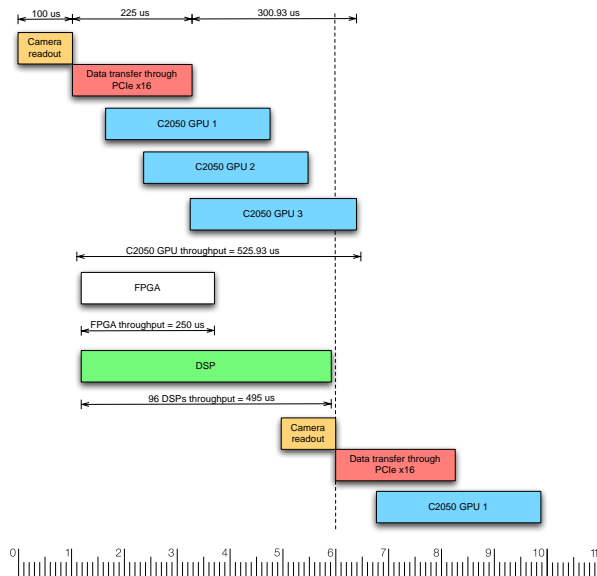 100 us
225 us
300.93 us
Camera
readout
Data transfer through
PCIe x16
C2050 GPU 1
C2050 GPU 2
C2050 GPU 3
C2050 GPU throughput = 525.93 us
FPGA
FPGA throughput = 250 us
DSP
96 DSPs throughput = 495 us
Camera
readout
Data transfer through
PCIe x16
C2050 GPU 1
0 1 2 3 4 5 6 7 8 9 10 11